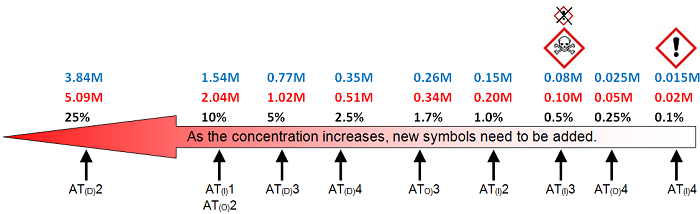 3.84M 1.54M 0.77M 0.35M 0.26M 0.15M 0.08M 0.025M 0.015M
5.09M 2.04M 1.02M 0.51M 0.34M 0.20M 0.10M 0.05M 0.02M
25% 10% 5% 2.5% 1.7% 1.0% 0.5% 0.25% 0.1%
As the concentration increases, new symbols need to be added.
AT(D)2 AT(I)1 AT(D)3 AT(D)4 AT(O)3 AT(I)2 AT(I)3 AT(O)4 AT(I)4
AT(O)2